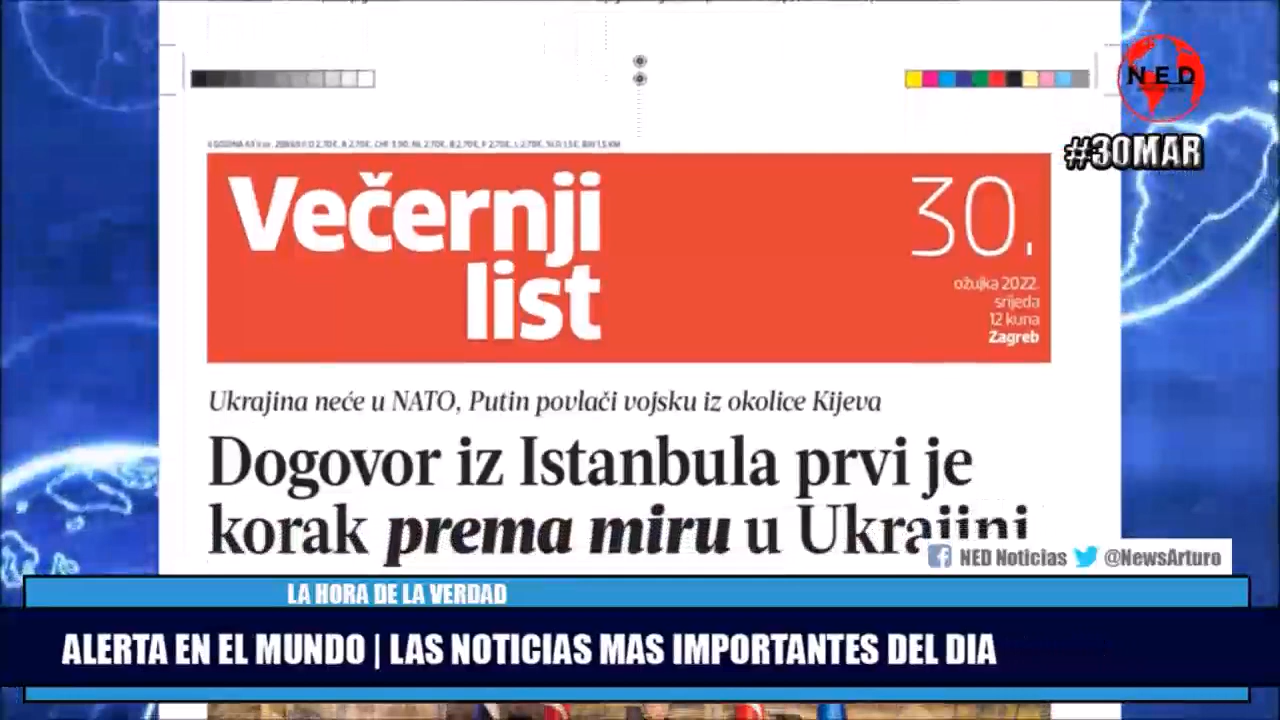 NED
#30MAR
Večernji
list
30.
ožujka 2022.
srijeda
12 kuna
Zagreb
Ukrajina neće u NATO, Putin povlači vojsku iz okolice Kijeva
Dogovor iz Istanbula prvi je
korak prema miru u Ukrajini
NED Noticias @NewsArturo
LA HORA DE LA VERDAD
ALERTA EN EL MUNDO | LAS NOTICIAS MAS IMPORTANTES DEL DIA